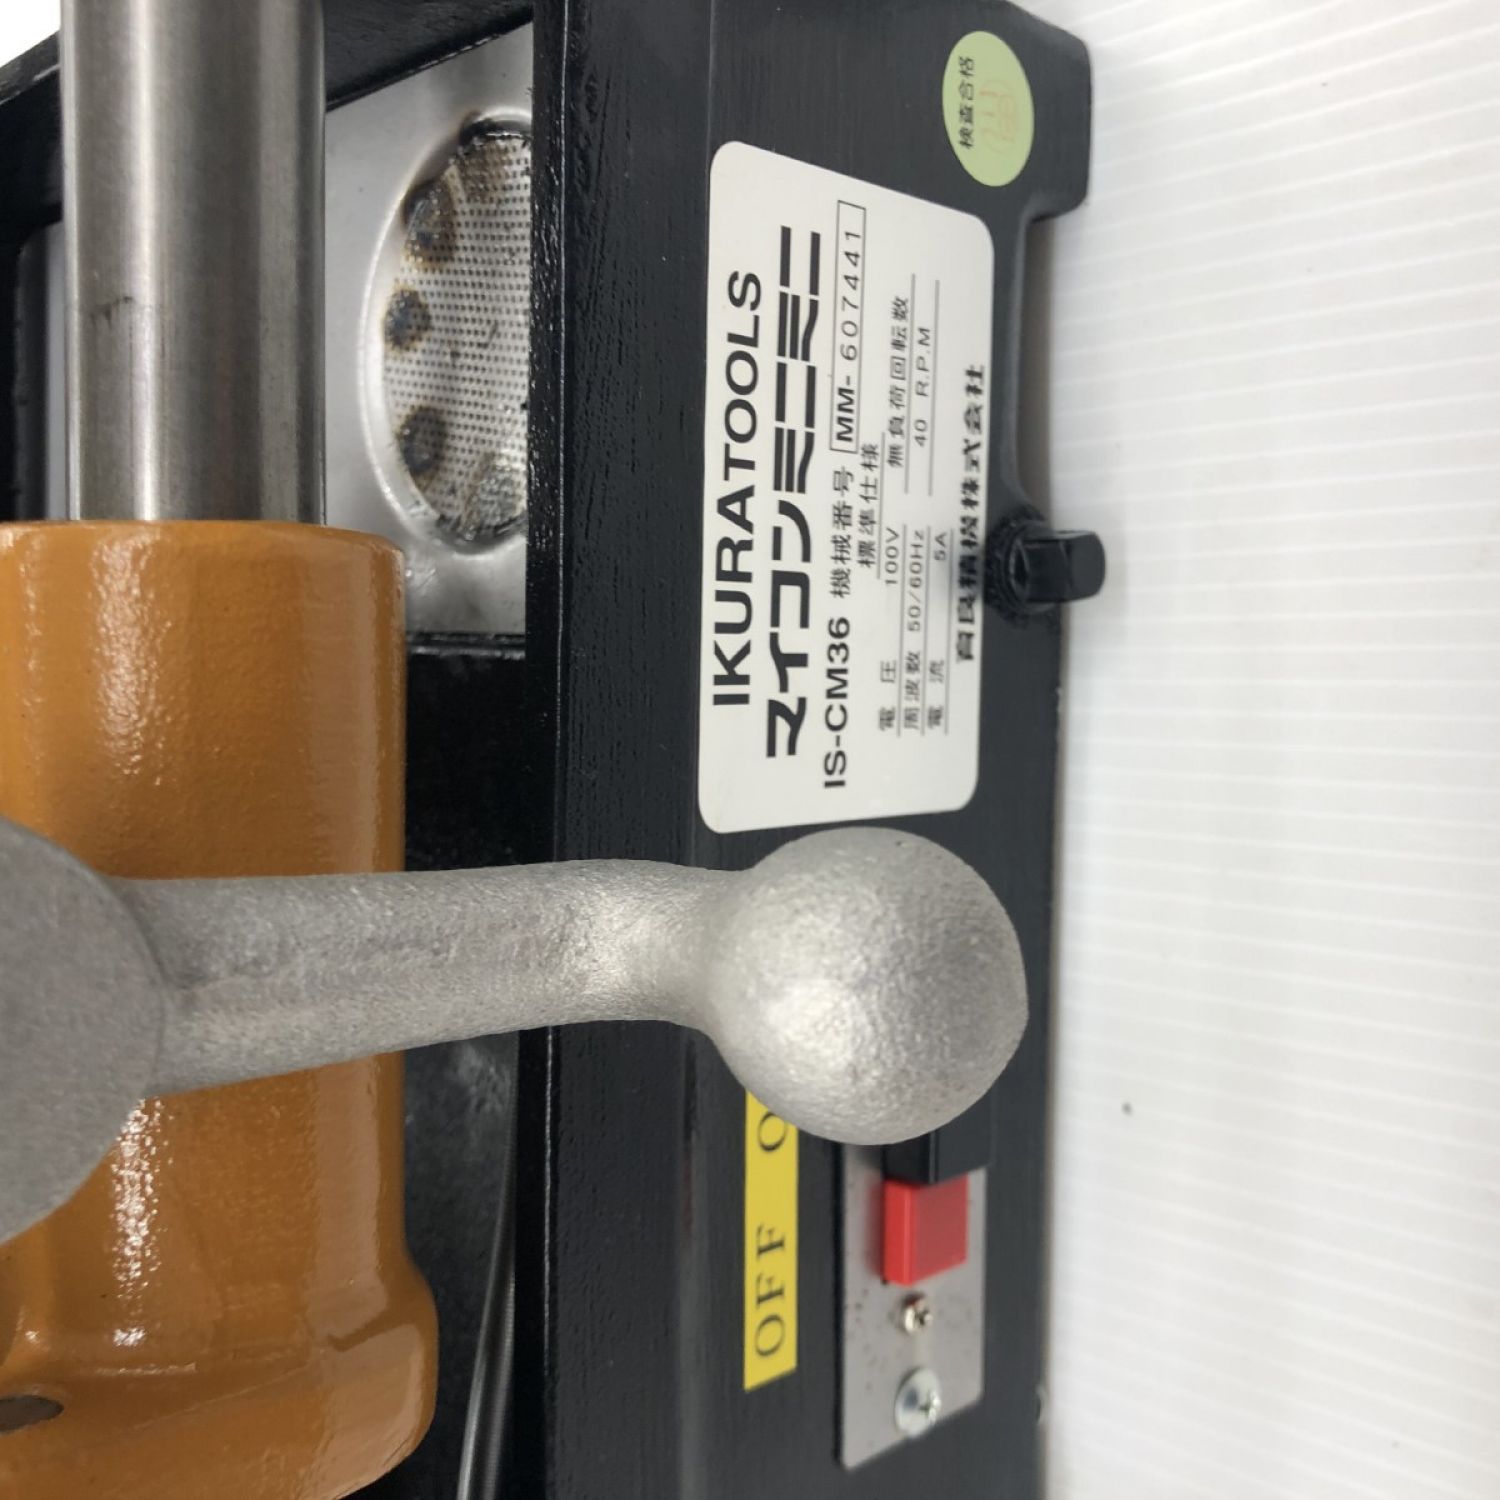 検査合格
IKURATOOLS
マイコンミニミニ
IS-CM36 機械番号 MM- 607441
標準仕様
電圧 100V 無負荷回転数
周波数 50/60Hz 40 R.P.M
電流 5A
育良精機株式会社
OFF